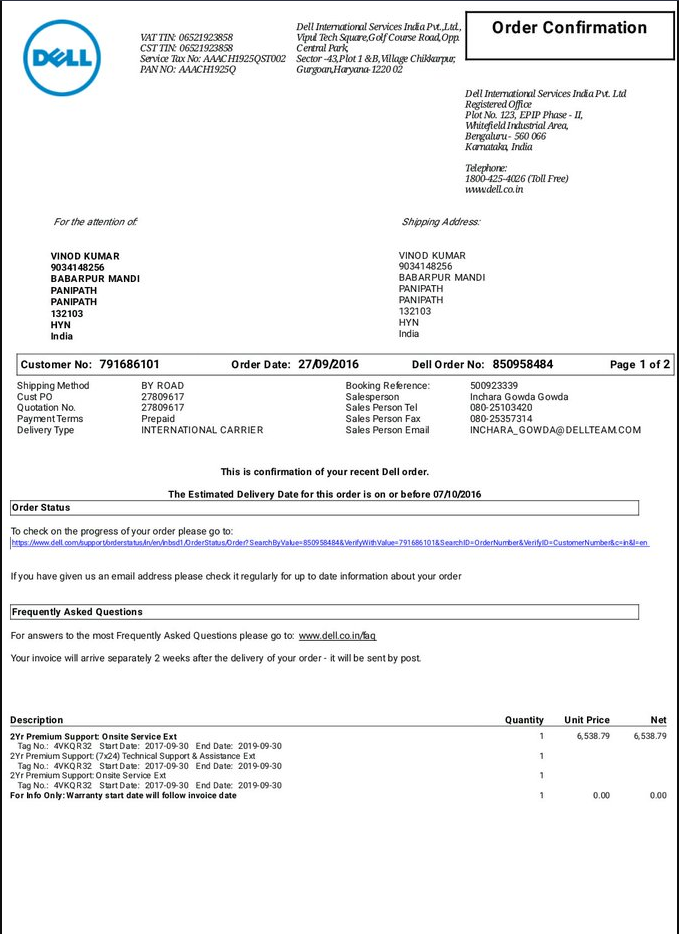 DELL
VAT TIN: 06521923858
CST TIN: 06521923858
Service Tax No: AAACH1925QST002
PAN NO: AAACH1925Q
Dell International Services India Pvt.,Ltd.,
Vipul Tech Square,Golf Course Road,Opp.
Central Park,
Sector -43,Plot 1 &B,Village Chikkarpur,
Gurgoan,Haryana-1220 02
Order Confirmation
Dell International Services India Pvt. Ltd
Registered Office
Plot No. 123, EPIP Phase - II,
Whitefield Industrial Area,
Bengaluru - 560 066
Karnataka, India
Telephone:
1800-425-4026 (Toll Free)
www.dell.co.in
For the attention of:
VINOD KUMAR
9034148256
BABARPUR MANDI
PANIPATH
PANIPATH
132103
HYN
India
Shipping Address:
VINOD KUMAR
9034148256
BABARPUR MANDI
PANIPATH
PANIPATH
132103
HYN
India
Customer No: 791686101 Order Date: 27/09/2016 Dell Order No: 850958484 Page 1 of 2
Shipping Method BY ROAD Booking Reference: 500923339
Cust PO 27809617 Salesperson Inchara Gowda Gowda
Quotation No. 27809617 Sales Person Tel 080-25103420
Payment Terms Prepaid Sales Person Fax 080-25357314
Delivery Type INTERNATIONAL CARRIER Sales Person Email INCHARA_GOWDA@DELLTEAM.COM
This is confirmation of your recent Dell order.
The Estimated Delivery Date for this order is on or before 07/10/2016
Order Status
To check on the progress of your order please go to:
https://www.dell.com/support/orderstatus/in/en/inbsd1/OrderStatus/Order?SearchByValue=850958484&VerifyWithValue=791686101&SearchID=OrderNumber&VerifyID=CustomerNumber&c=in&l=en
If you have given us an email address please check it regularly for up to date information about your order
Frequently Asked Questions
For answers to the most Frequently Asked Questions please go to: www.dell.co.in/faq
Your invoice will arrive separately 2 weeks after the delivery of your order - it will be sent by post.
Description Quantity Unit Price Net
2Yr Premium Support: Onsite Service Ext 1 6,538.79 6,538.79
Tag No.: 4VKQR32 Start Date: 2017-09-30 End Date: 2019-09-30
2Yr Premium Support: (7x24) Technical Support & Assistance Ext 1
Tag No.: 4VKQR32 Start Date: 2017-09-30 End Date: 2019-09-30
2Yr Premium Support: Onsite Service Ext 1
Tag No.: 4VKQR32 Start Date: 2017-09-30 End Date: 2019-09-30
For Info Only: Warranty start date will follow invoice date 1 0.00 0.00